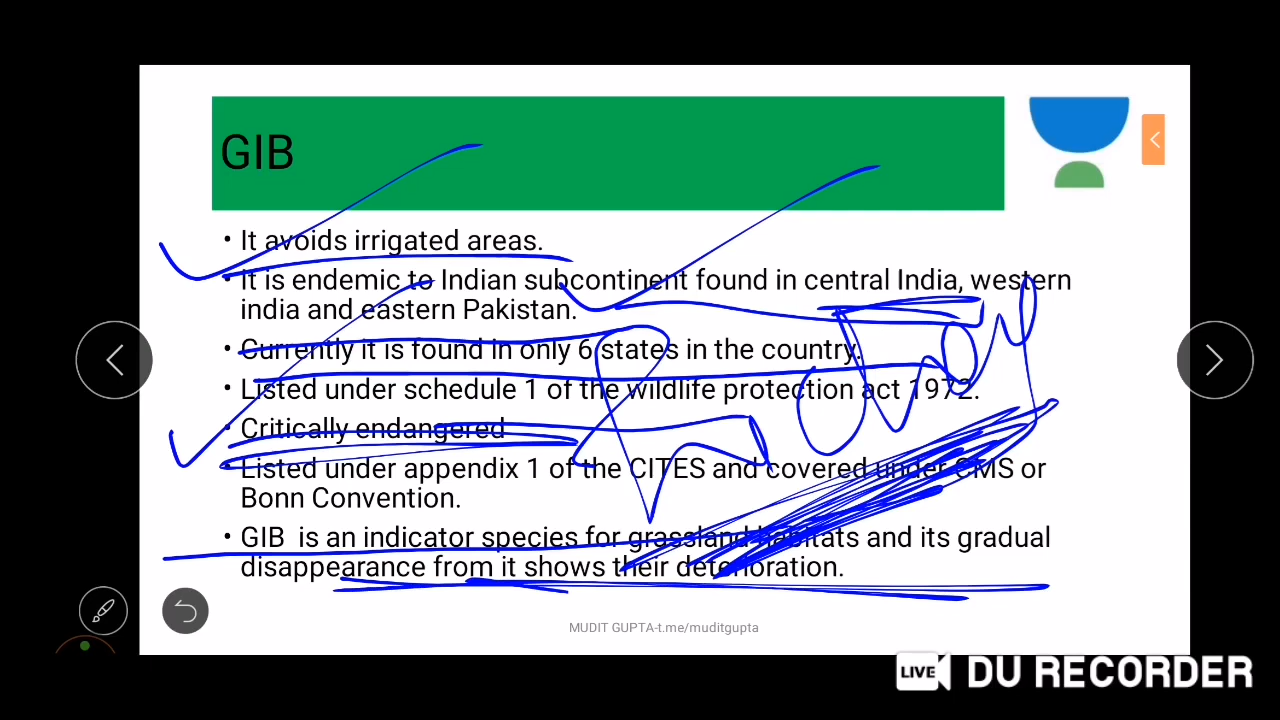 GIB
• It avoids irrigated areas.
• It is endemic to Indian subcontinent found in central India, western
india and eastern Pakistan.
• Currently it is found in only 6 states in the country.
• Listed under schedule 1 of the wildlife protection act 1972.
• Critically endangered
• Listed under appendix 1 of the CITES and covered under CMS or
Bonn Convention.
• GIB is an indicator species for grassland habitats and its gradual
disappearance from it shows their deterioration.
MUDIT GUPTA-t.me/muditgupta
LIVE DU RECORDER